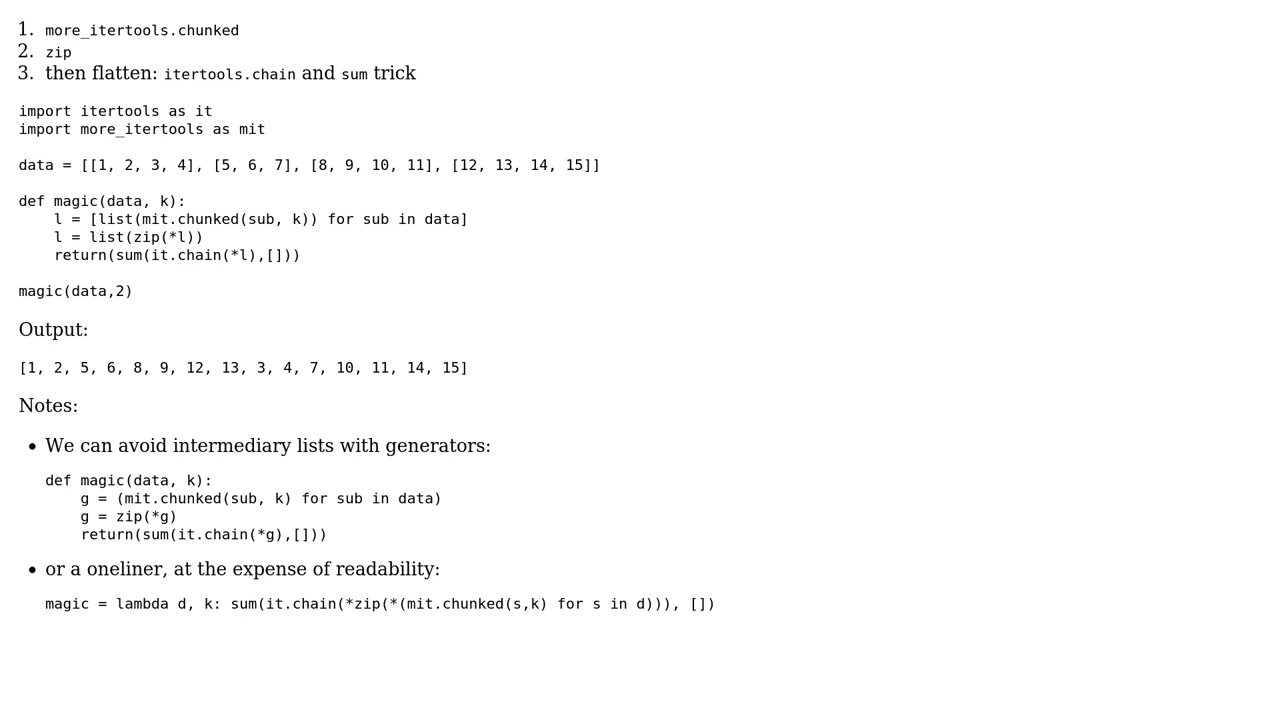 1. more_itertools.chunked
2. zip
3. then flatten: itertools.chain and sum trick
import itertools as it
import more_itertools as mit
data = [[1, 2, 3, 4], [5, 6, 7], [8, 9, 10, 11], [12, 13, 14, 15]]
def magic(data, k):
    l = [list(mit.chunked(sub, k)) for sub in data]
    l = list(zip(*l))
    return(sum(it.chain(*l),[]))
magic(data,2)
Output:
[1, 2, 5, 6, 8, 9, 12, 13, 3, 4, 7, 10, 11, 14, 15]
Notes:
• We can avoid intermediary lists with generators:
def magic(data, k):
    g = (mit.chunked(sub, k) for sub in data)
    g = zip(*g)
    return(sum(it.chain(*g),[]))
• or a oneliner, at the expense of readability:
magic = lambda d, k: sum(it.chain(*zip(*(mit.chunked(s,k) for s in d))), [])